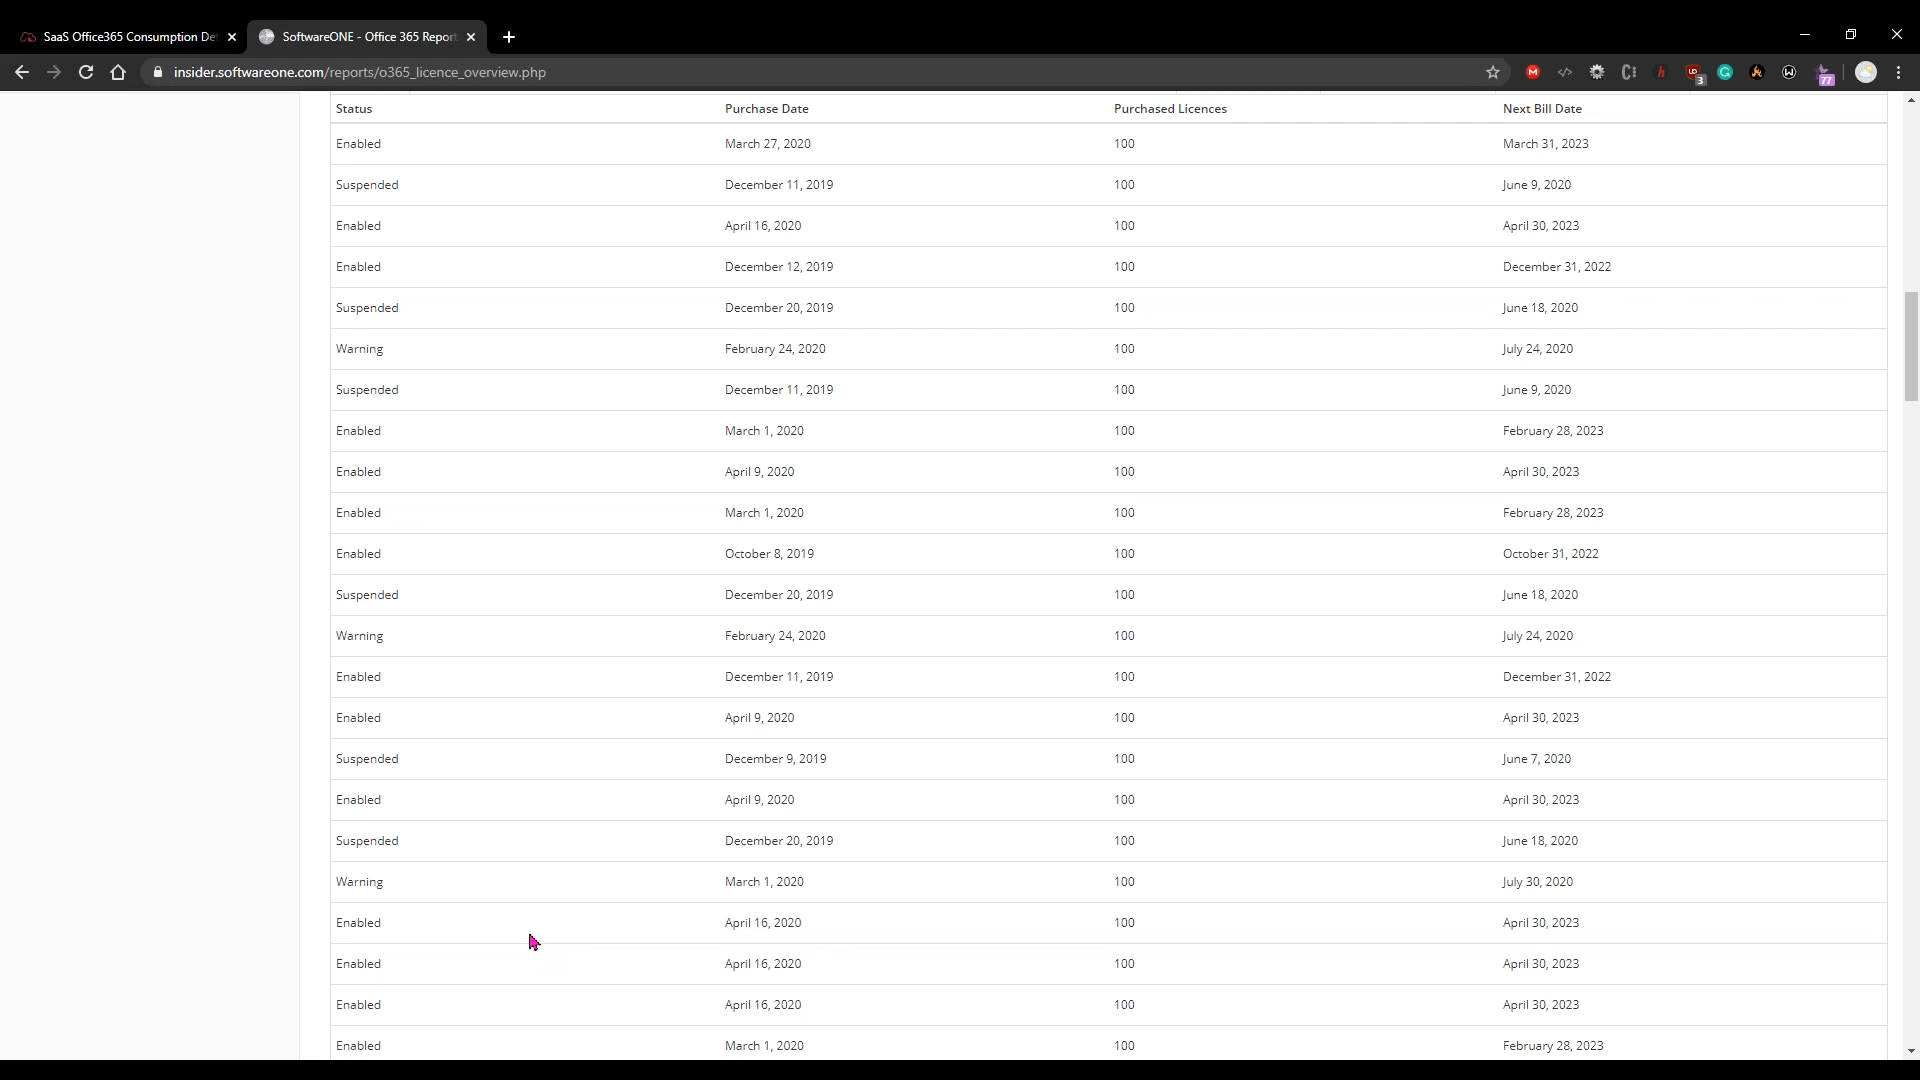 SaaS Office365 Consumption De
SoftwareONE - Office 365 Report
insider.softwareone.com/reports/o365_licence_overview.php
3
77
Status Purchase Date Purchased Licences Next Bill Date
Enabled March 27, 2020 100 March 31, 2023
Suspended December 11, 2019 100 June 9, 2020
Enabled April 16, 2020 100 April 30, 2023
Enabled December 12, 2019 100 December 31, 2022
Suspended December 20, 2019 100 June 18, 2020
Warning February 24, 2020 100 July 24, 2020
Suspended December 11, 2019 100 June 9, 2020
Enabled March 1, 2020 100 February 28, 2023
Enabled April 9, 2020 100 April 30, 2023
Enabled March 1, 2020 100 February 28, 2023
Enabled October 8, 2019 100 October 31, 2022
Suspended December 20, 2019 100 June 18, 2020
Warning February 24, 2020 100 July 24, 2020
Enabled December 11, 2019 100 December 31, 2022
Enabled April 9, 2020 100 April 30, 2023
Suspended December 9, 2019 100 June 7, 2020
Enabled April 9, 2020 100 April 30, 2023
Suspended December 20, 2019 100 June 18, 2020
Warning March 1, 2020 100 July 30, 2020
Enabled April 16, 2020 100 April 30, 2023
Enabled April 16, 2020 100 April 30, 2023
Enabled April 16, 2020 100 April 30, 2023
Enabled March 1, 2020 100 February 28, 2023